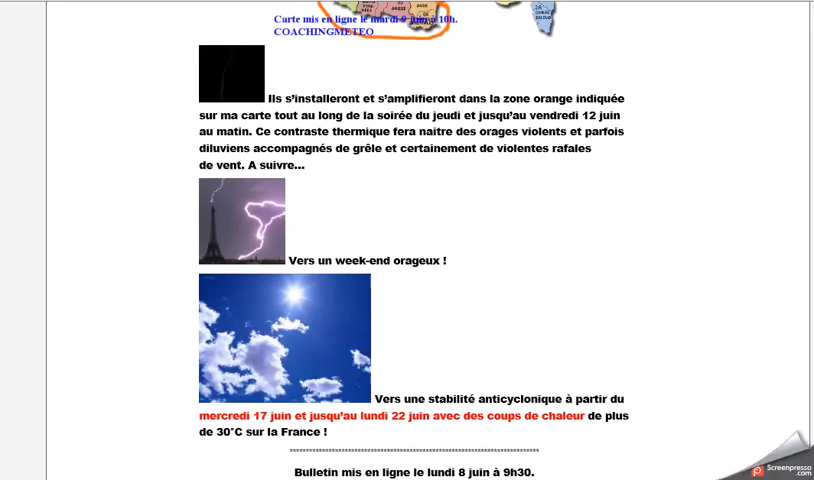 Carte mis en ligne le mardi 9 juin à 10h.
COACHINGMETEO
Ils s'installeront et s'amplifieront dans la zone orange indiquée
sur ma carte tout au long de la soirée du jeudi et jusqu'au vendredi 12 juin
au matin. Ce contraste thermique fera naitre des orages violents et parfois
diluviens accompagnés de grêle et certainement de violentes rafales
de vent. A suivre...
Vers un week-end orageux !
Vers une stabilité anticyclonique à partir du
mercredi 17 juin et jusqu'au lundi 22 juin avec des coups de chaleur de plus
de 30°C sur la France !
Bulletin mis en ligne le lundi 8 juin à 9h30.
Screenpresso
.com